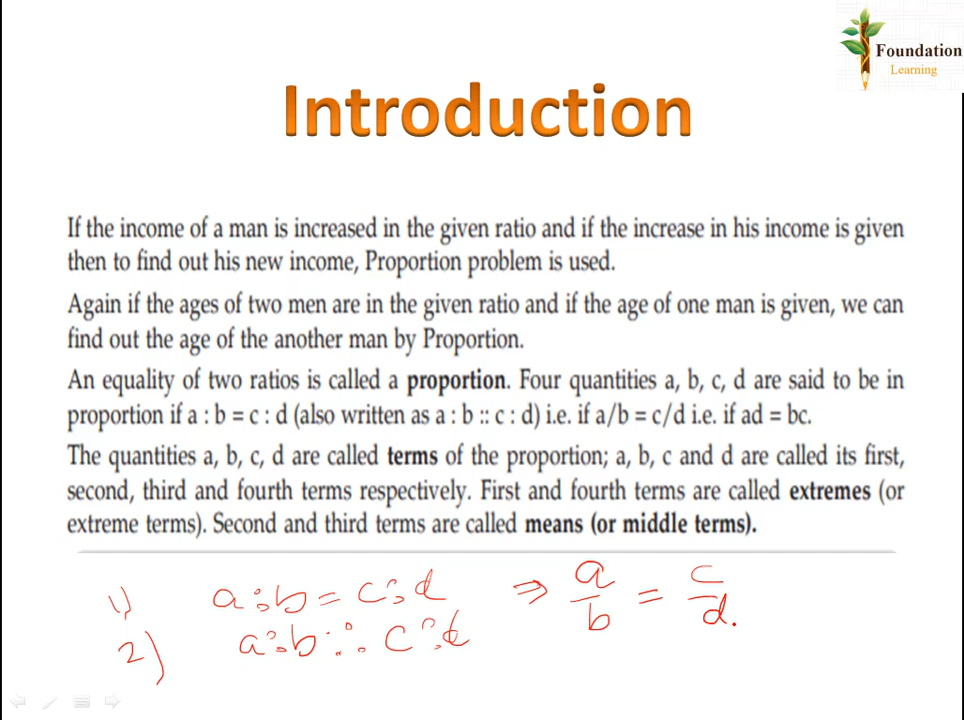 Foundation
Learning
Introduction
If the income of a man is increased in the given ratio and if the increase in his income is given
then to find out his new income, Proportion problem is used.
Again if the ages of two men are in the given ratio and if the age of one man is given, we can
find out the age of the another man by Proportion.
An equality of two ratios is called a proportion. Four quantities a, b, c, d are said to be in
proportion if a : b = c : d (also written as a : b :: c : d) i.e. if a/b = c/d i.e. if ad = bc.
The quantities a, b, c, d are called terms of the proportion; a, b, c and d are called its first,
second, third and fourth terms respectively. First and fourth terms are called extremes (or
extreme terms). Second and third terms are called means (or middle terms).
1) a : b = c : d ⇒ a/b = c/d.
2) a : b :: c : d